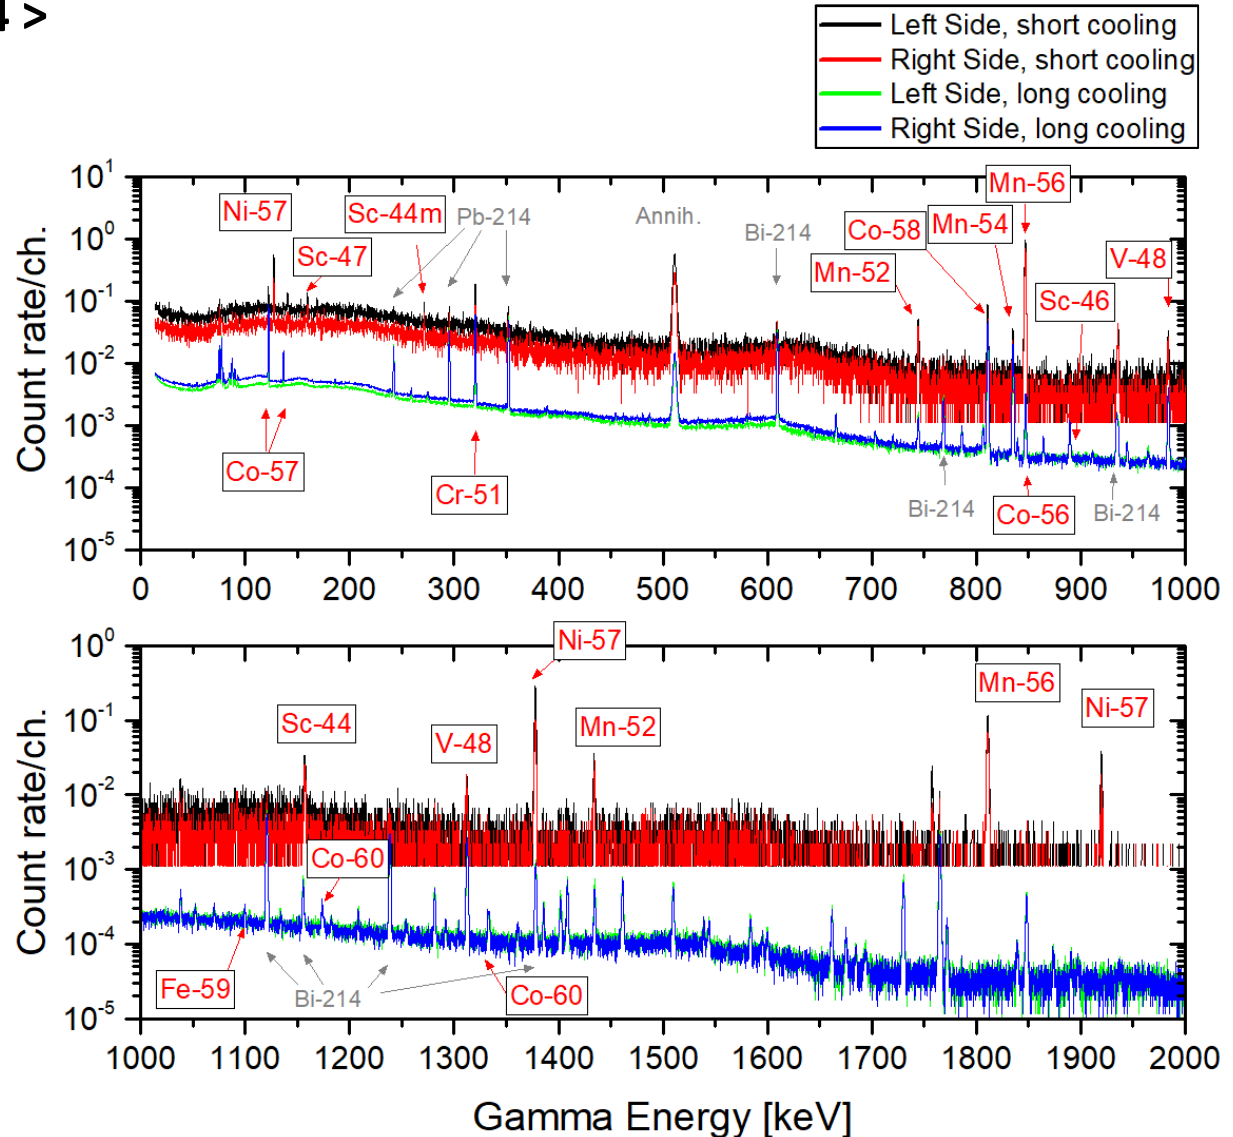 4 >
Left Side, short cooling
Right Side, short cooling
Left Side, long cooling
Right Side, long cooling
Count rate/ch.
10^1
10^0
10^-1
10^-2
10^-3
10^-4
10^-5
Ni-57
Sc-47
Sc-44m
Pb-214
Annih.
Bi-214
Mn-52
Co-58
Mn-54
Mn-56
Sc-46
V-48
Co-57
Cr-51
Bi-214
Co-56
Bi-214
0 100 200 300 400 500 600 700 800 900 1000
Count rate/ch.
10^0
10^-1
10^-2
10^-3
10^-4
10^-5
Sc-44
V-48
Ni-57
Mn-52
Mn-56
Ni-57
Co-60
Fe-59
Bi-214
Co-60
1000 1100 1200 1300 1400 1500 1600 1700 1800 1900 2000
Gamma Energy [keV]